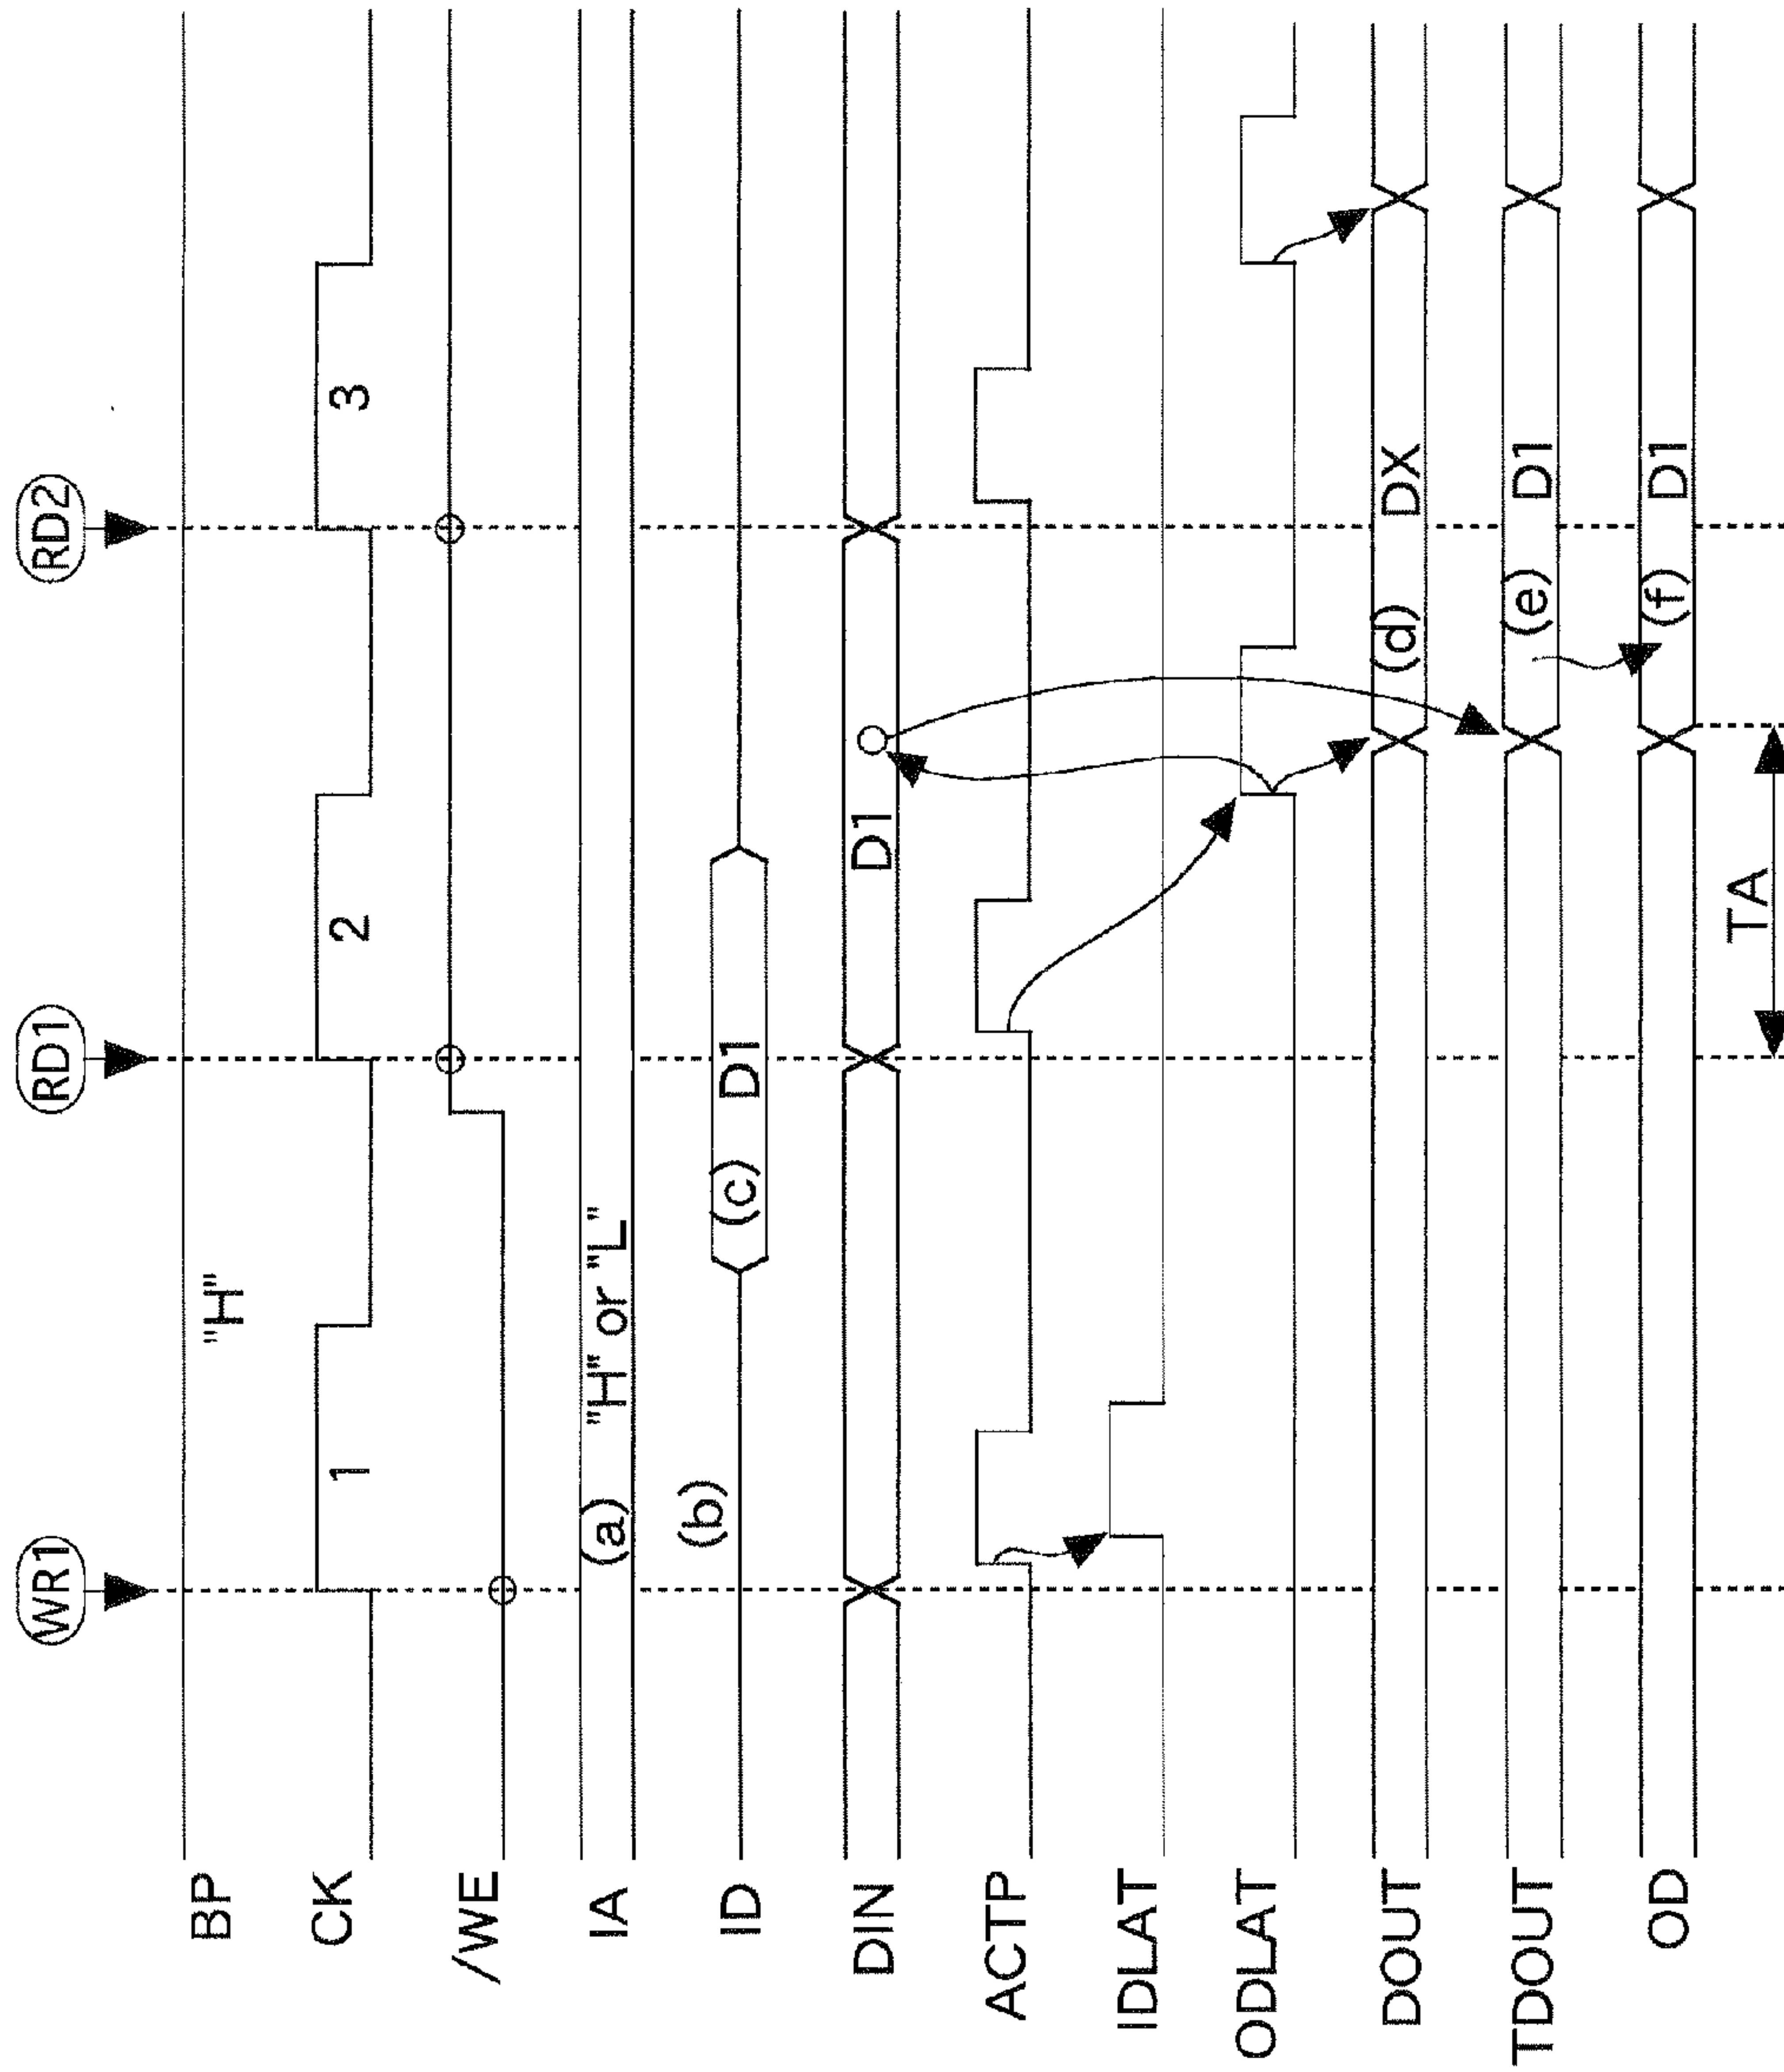 WR1 RD1 RD2
BP "H"
CK 1 2 3
/WE
IA (a) "H" or "L"
ID (b) (c) D1
DIN D1
ACTP
IDLAT
ODLAT
DOUT (d) DX
TDOUT (e) D1
OD (f) D1
TA